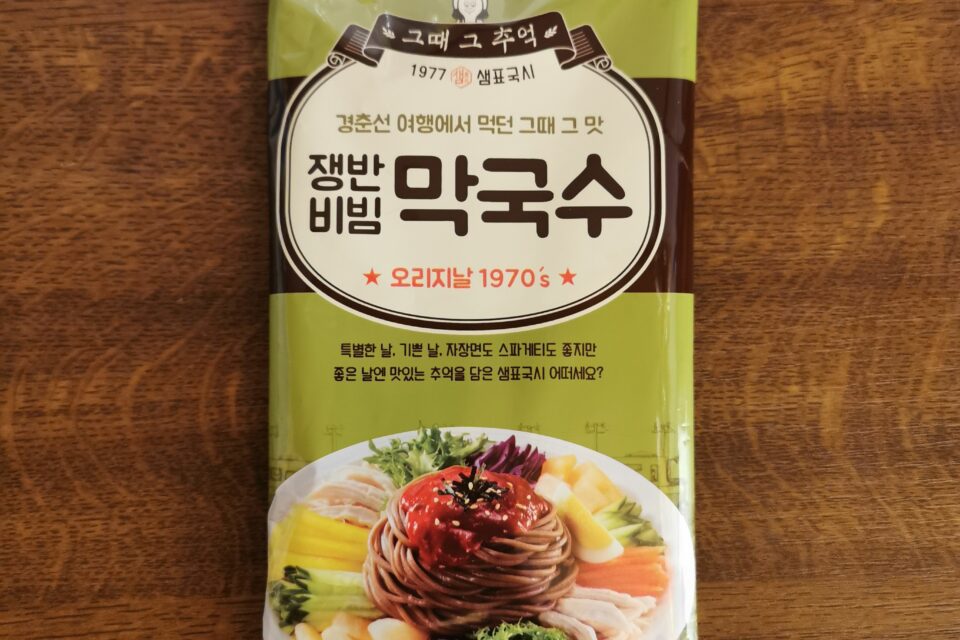 그때 그 추억
1977 샘표 샘표국시
경춘선 여행에서 먹던 그때 그 맛
쟁반
비빔 막국수
★ 오리지날 1970's ★
특별한 날, 기쁜 날, 자장면도 스파게티도 좋지만
좋은 날엔 맛있는 추억을 담은 샘표국시 어떠세요?